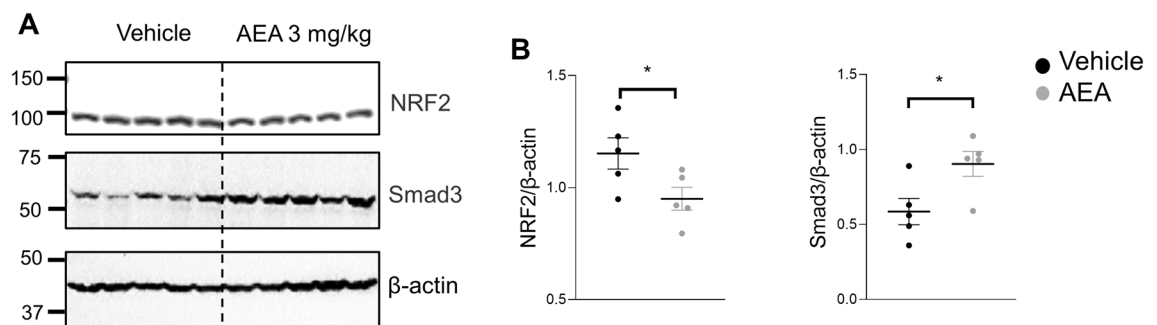 A
Vehicle
AEA 3 mg/kg
150
100
NRF2
75
50
Smad3
50
37
β-actin
B
NRF2/β-actin
1.5
1.0
0.5
*
Smad3/β-actin
1.5
1.0
0.5
0.0
*
Vehicle
AEA